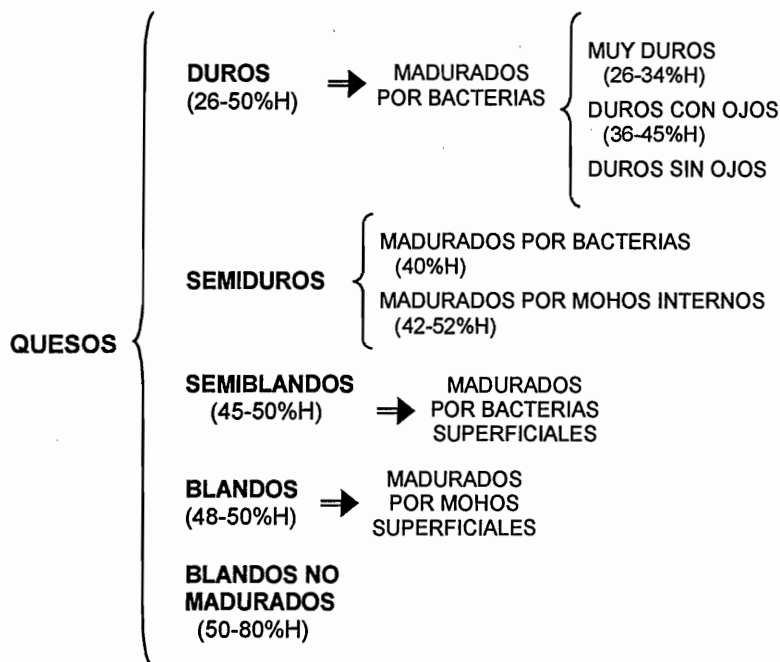 QUESOS
DUROS
(26-50%H)
MADURADOS
POR BACTERIAS
MUY DUROS
(26-34%H)
DUROS CON OJOS
(36-45%H)
DUROS SIN OJOS
SEMIDUROS
MADURADOS POR BACTERIAS
(40%H)
MADURADOS POR MOHOS INTERNOS
(42-52%H)
SEMIBLANDOS
(45-50%H)
MADURADOS
POR BACTERIAS
SUPERFICIALES
BLANDOS
(48-50%H)
MADURADOS
POR MOHOS
SUPERFICIALES
BLANDOS NO
MADURADOS
(50-80%H)